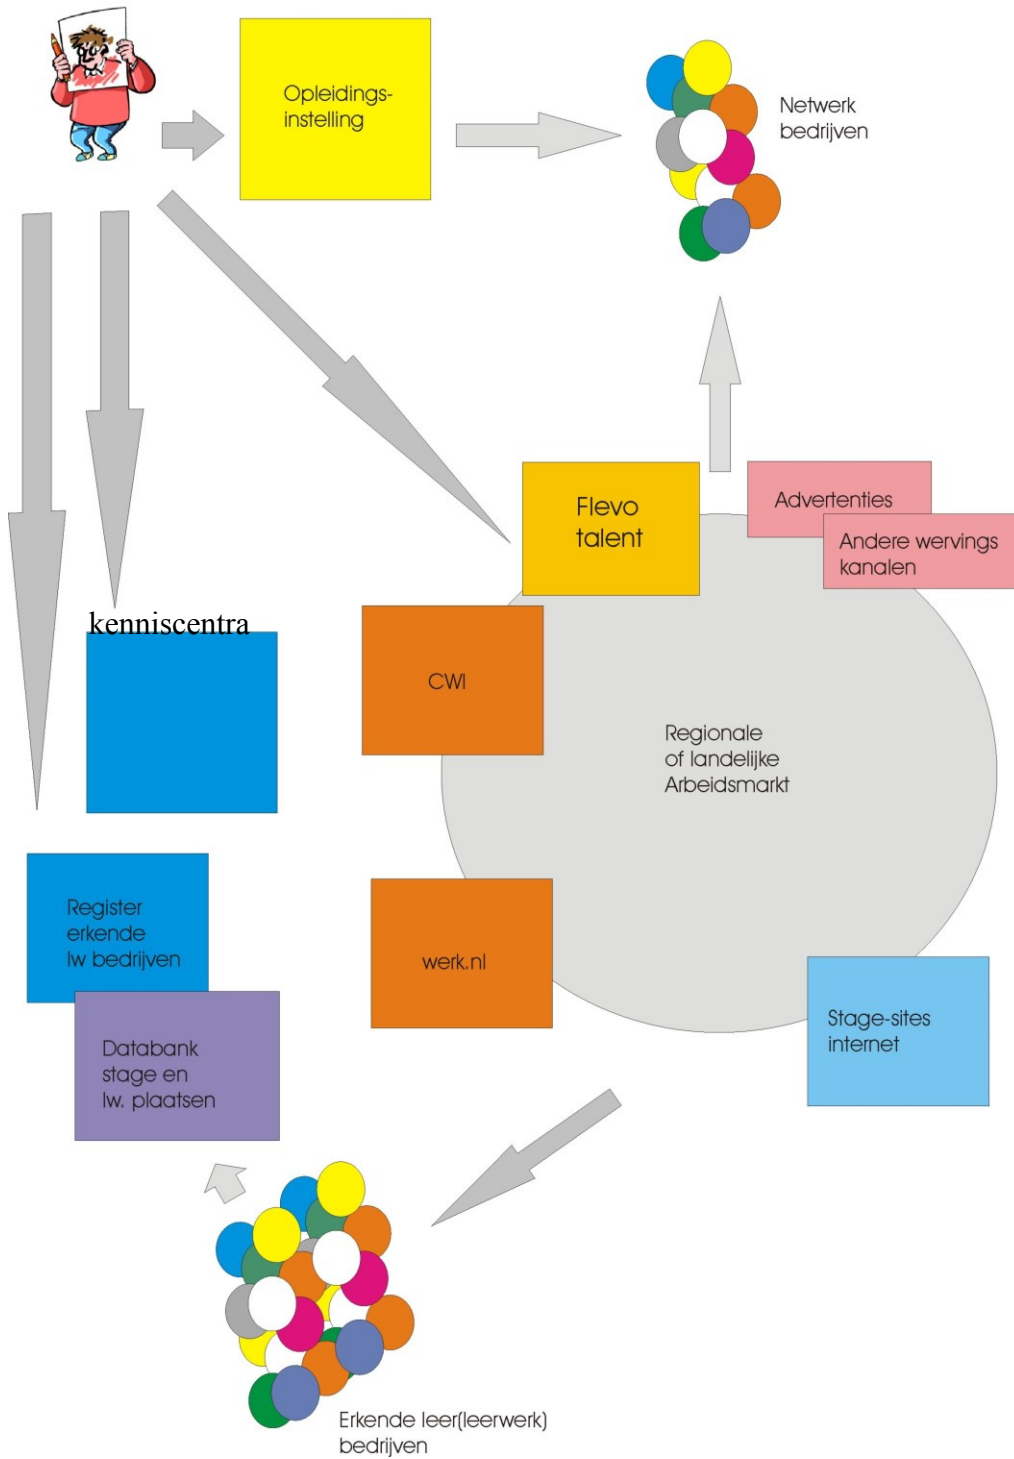 Opleidings-
instelling
Netwerk
bedrijven
Flevo
talent
Advertenties
Andere wervings
kanalen
kenniscentra
CWI
Regionale
of landelijke
Arbeidsmarkt
Register
erkende
lw bedrijven
werk.nl
Databank
stage en
lw. plaatsen
Stage-sites
internet
Erkende leer(leerwerk)
bedrijven